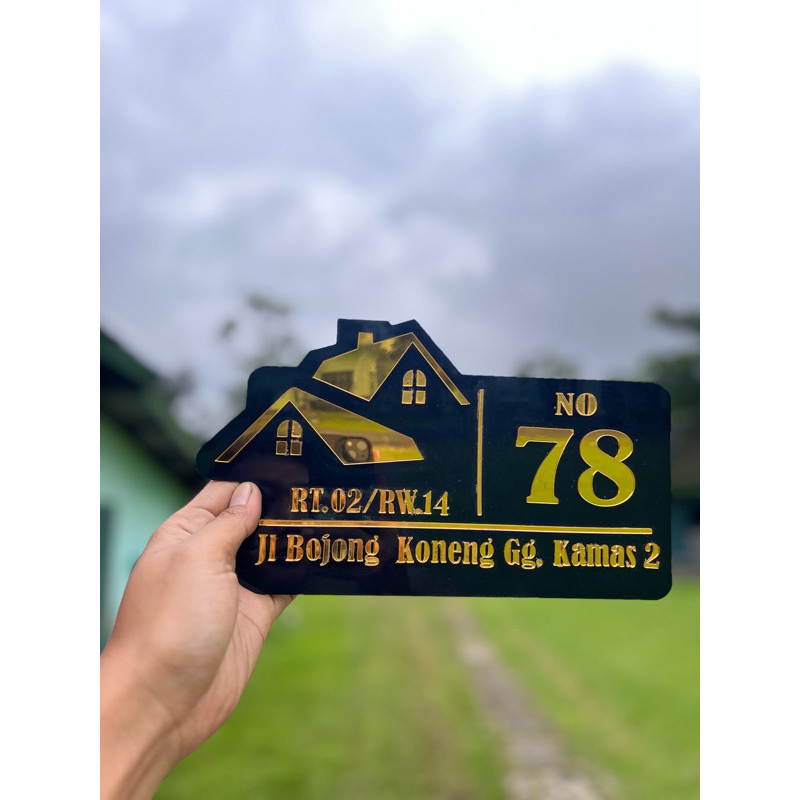 NO
78
RT.02/RW.14
Jl Bojong Koneng Gg. Kamas 2